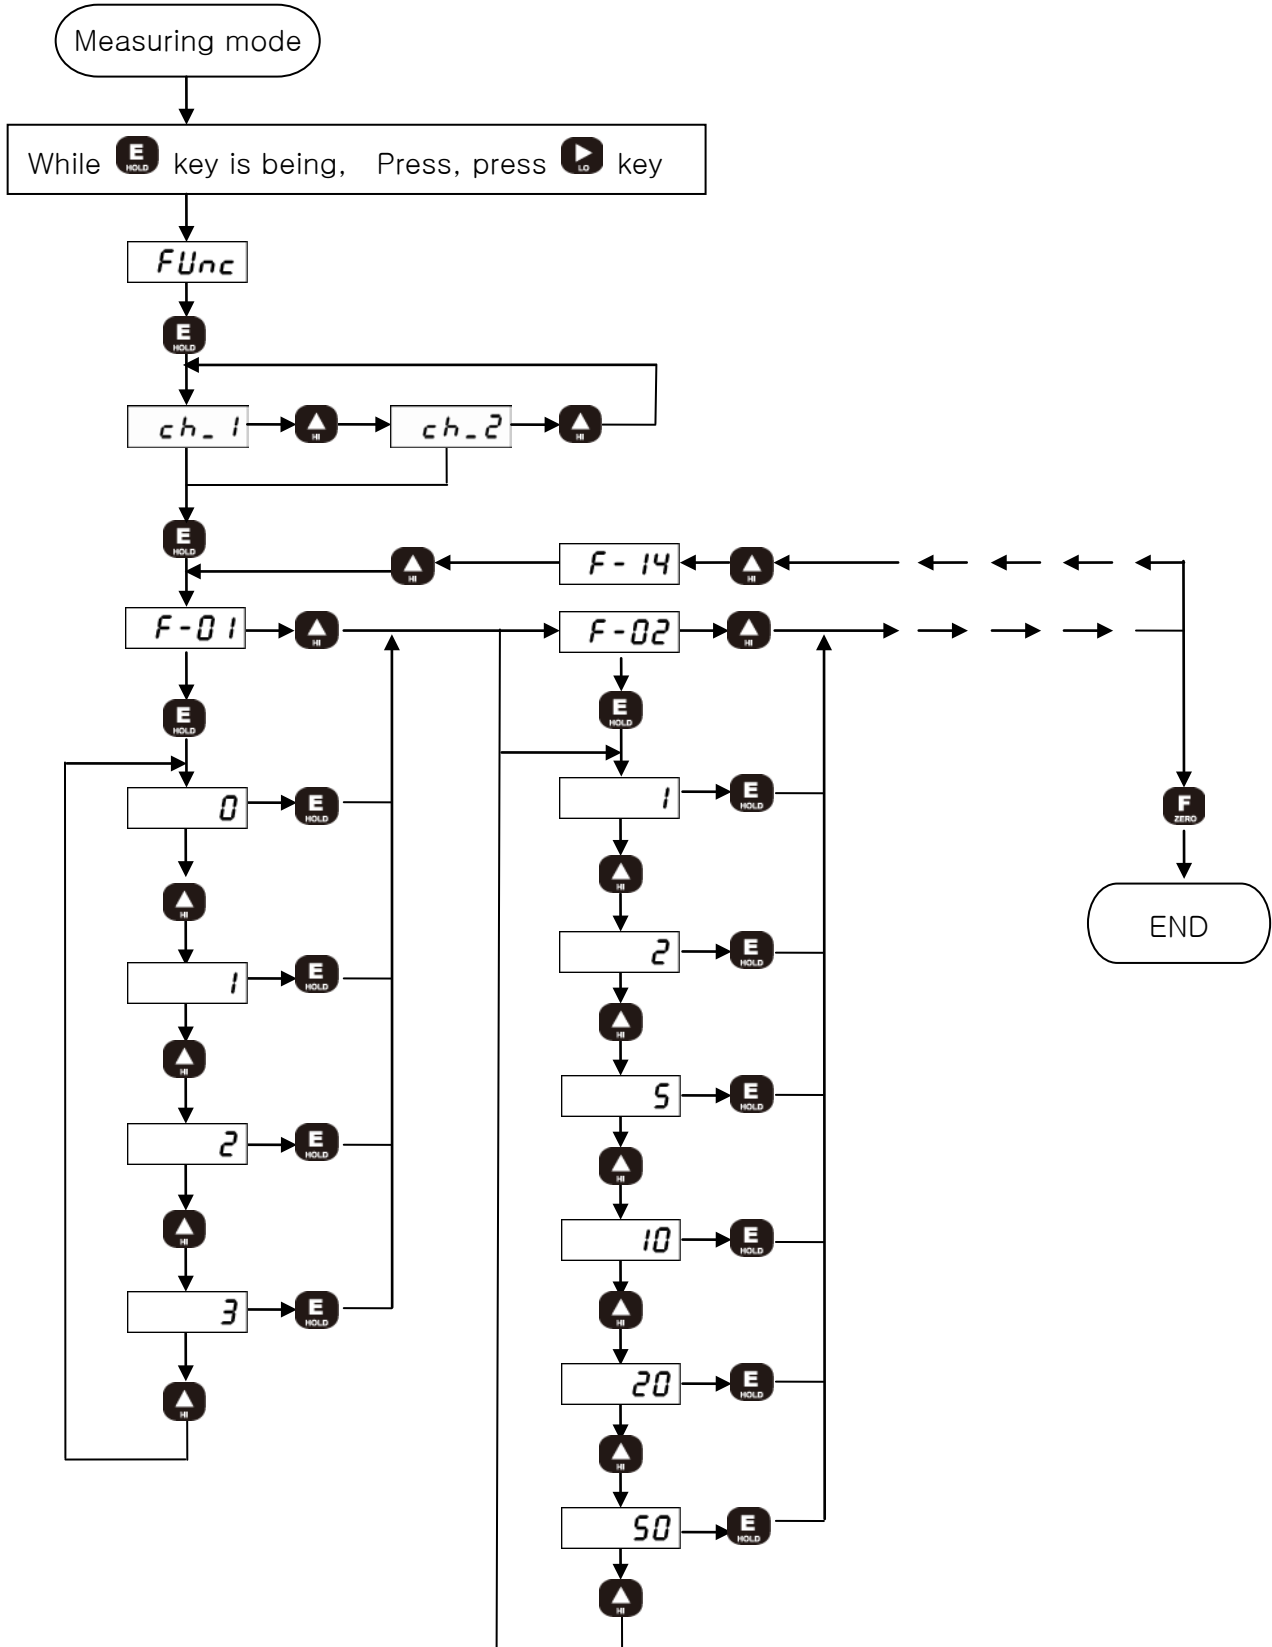 Measuring mode
While E HOLD key is being, Press, press LO key
FUnc
E HOLD
ch_1 HI ch_2 HI
E HOLD
HI F-14 HI
F-01 HI F-02 HI
E HOLD E HOLD
0 E HOLD 1 E HOLD F ZERO
HI HI
END
1 E HOLD 2 E HOLD
HI HI
2 E HOLD 5 E HOLD
HI HI
3 E HOLD 10 E HOLD
HI HI
20 E HOLD
HI
50 E HOLD
HI